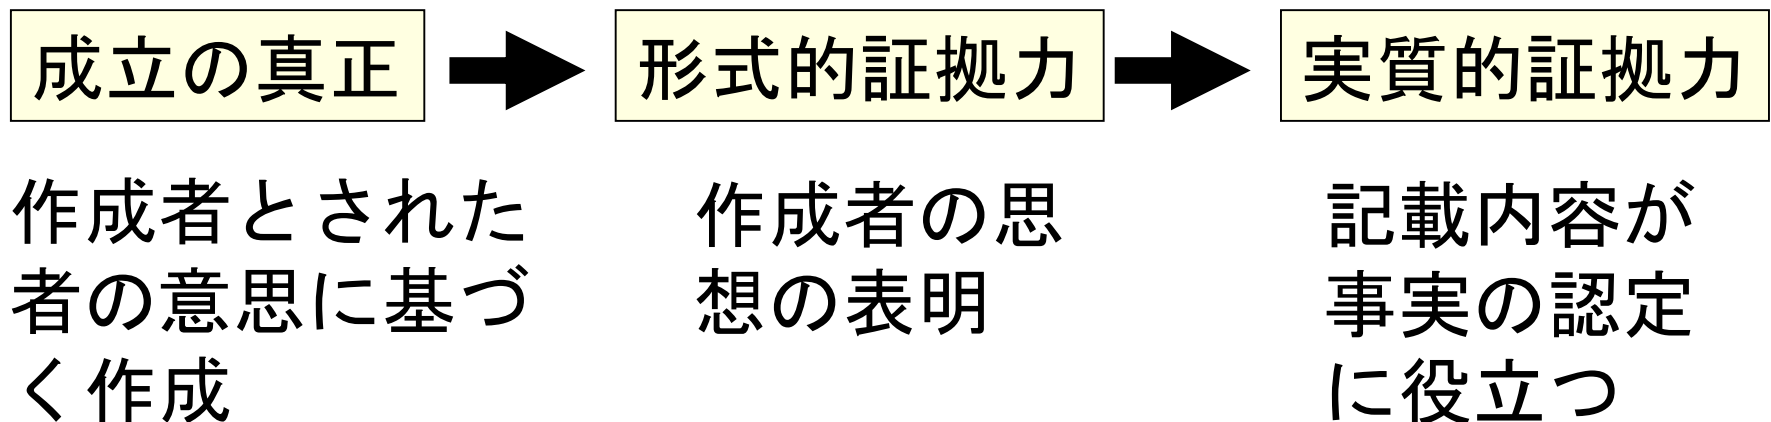 成立の真正
形式的証拠力
実質的証拠力
作成者とされた
者の意思に基づ
く作成
作成者の思
想の表明
記載内容が
事実の認定
に役立つ